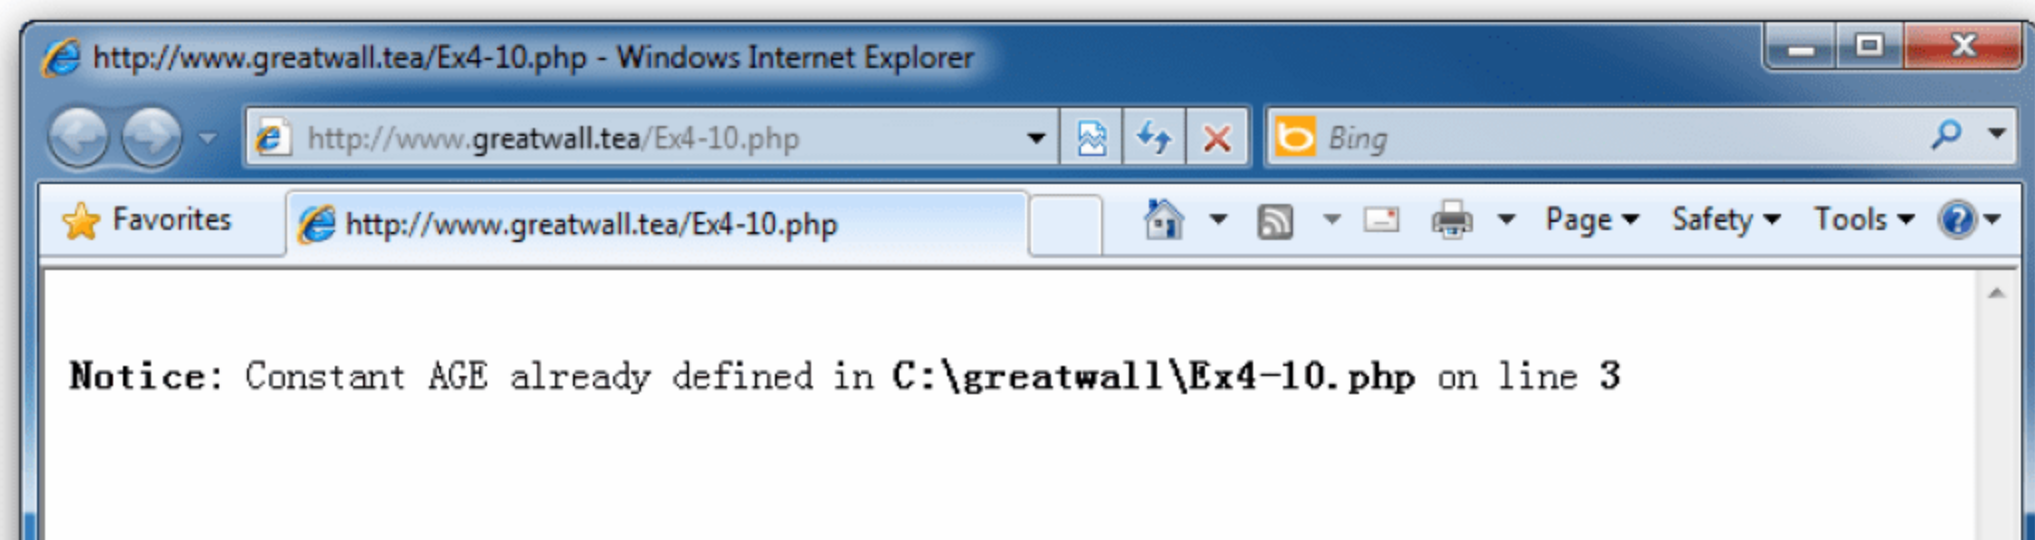 http://www.greatwall.tea/Ex4-10.php - Windows Internet Explorer
http://www.greatwall.tea/Ex4-10.php Bing
Favorites http://www.greatwall.tea/Ex4-10.php Page Safety Tools
Notice: Constant AGE already defined in C:\greatwall\Ex4-10.php on line 3